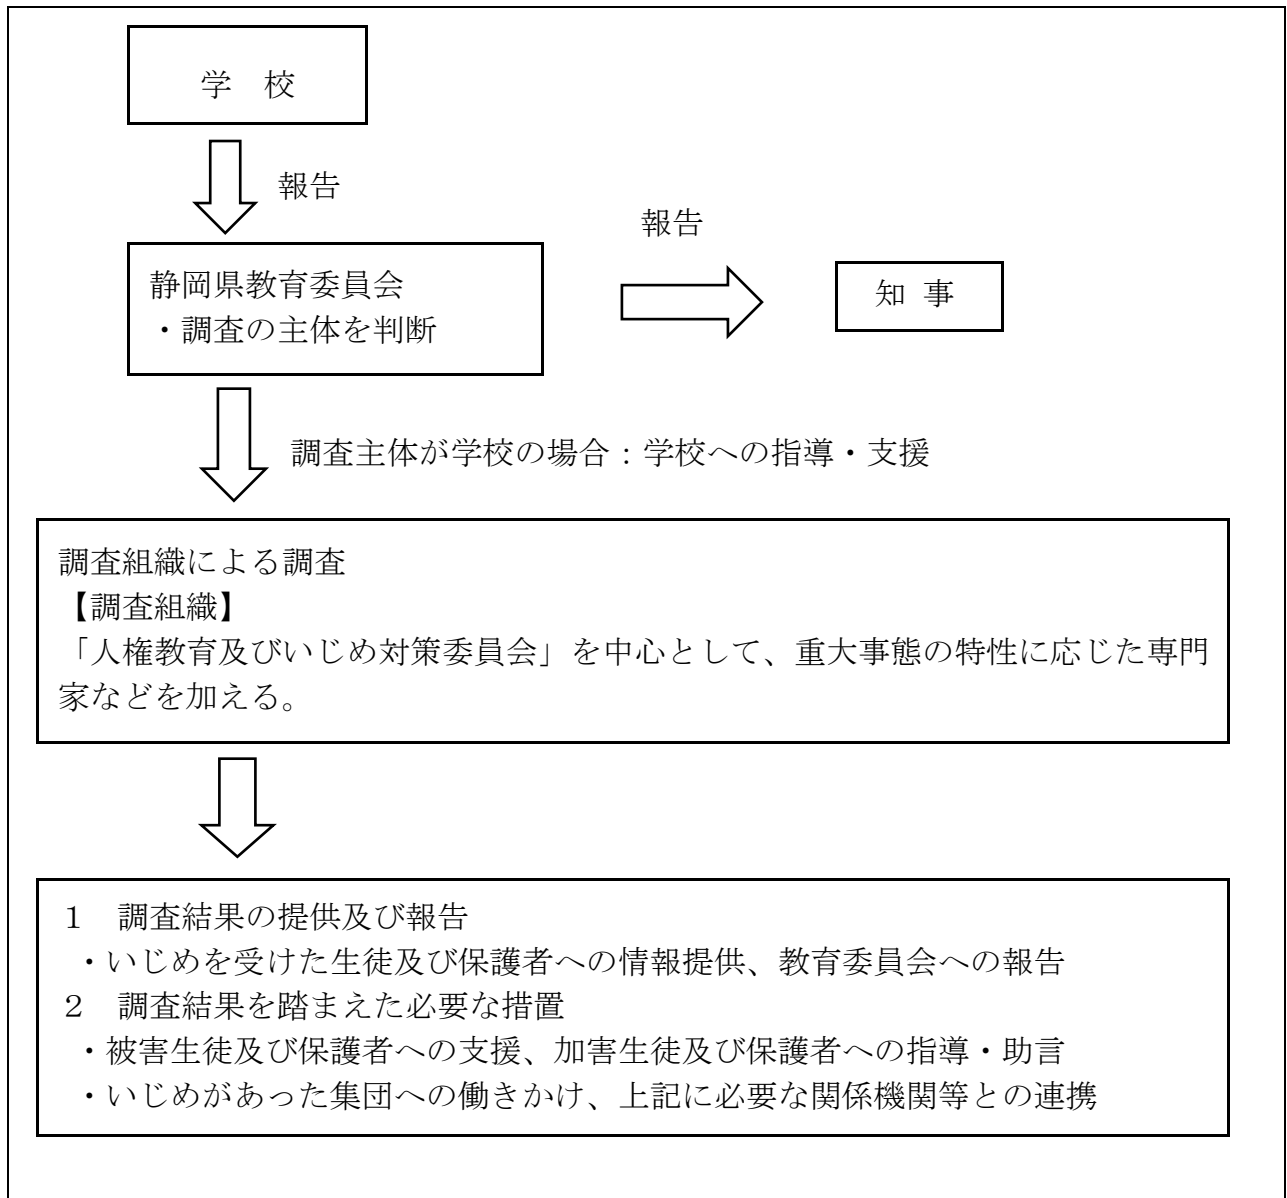 学　校
報告
報告
静岡県教育委員会
・調査の主体を判断
知 事
調査主体が学校の場合：学校への指導・支援
調査組織による調査
【調査組織】
「人権教育及びいじめ対策委員会」を中心として、重大事態の特性に応じた専門
家などを加える。
１　調査結果の提供及び報告
・いじめを受けた生徒及び保護者への情報提供、教育委員会への報告
２　調査結果を踏まえた必要な措置
・被害生徒及び保護者への支援、加害生徒及び保護者への指導・助言
・いじめがあった集団への働きかけ、上記に必要な関係機関等との連携